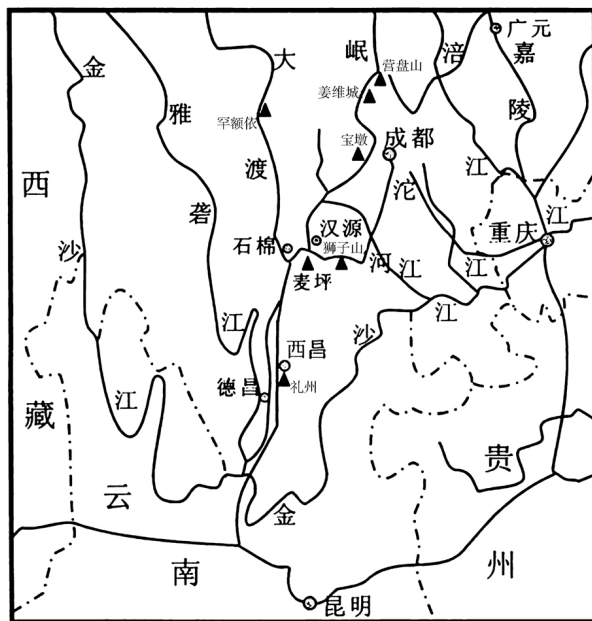 广元
金
大
岷
涪
嘉
营盘山
姜维城
雅
陵
罕额依
宝墩
成都
渡
江
西
沱
砻
江
汉源
重庆
石棉
狮子山
沙
河
江
江
麦坪
江
江
沙
西昌
德昌
礼州
江
藏
贵
云
金
南
州
昆明